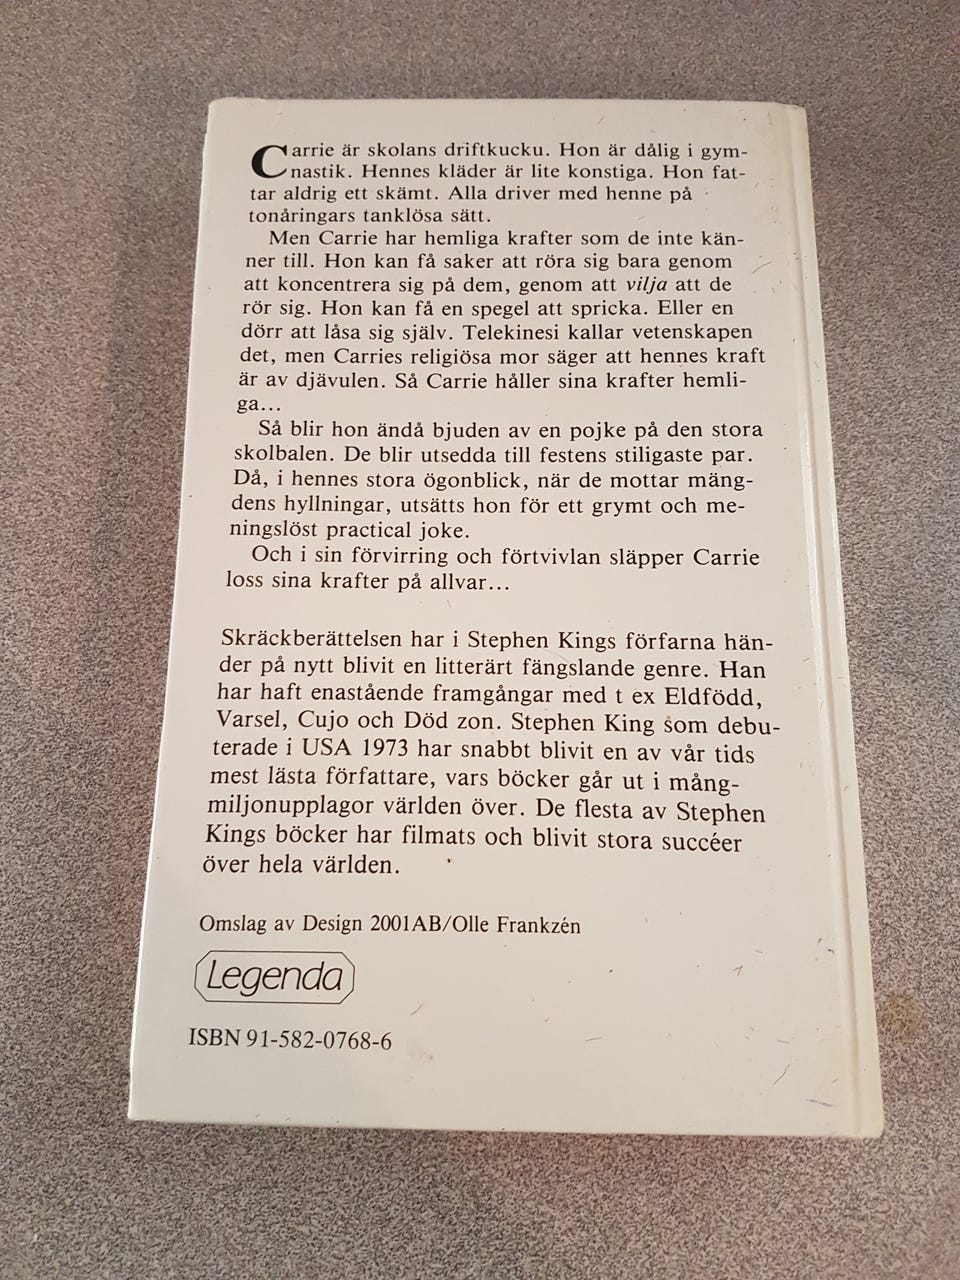 Carrie är skolans driftkucku. Hon är dålig i gym-
nastik. Hennes kläder är lite konstiga. Hon fat-
tar aldrig ett skämt. Alla driver med henne på
tonåringars tanklösa sätt.
Men Carrie har hemliga krafter som de inte kän-
ner till. Hon kan få saker att röra sig bara genom
att koncentrera sig på dem, genom att vilja att de
rör sig. Hon kan få en spegel att spricka. Eller en
dörr att låsa sig själv. Telekinesi kallar vetenskapen
det, men Carries religiösa mor säger att hennes kraft
är av djävulen. Så Carrie håller sina krafter hemli-
ga...
Så blir hon ändå bjuden av en pojke på den stora
skolbalen. De blir utsedda till festens stiligaste par.
Då, i hennes stora ögonblick, när de mottar mäng-
dens hyllningar, utsätts hon för ett grymt och me-
ningslöst practical joke.
Och i sin förvirring och förtvivlan släpper Carrie
loss sina krafter på allvar...
Skräckberättelsen har i Stephen Kings förfarna hän-
der på nytt blivit en litterärt fängslande genre. Han
har haft enastående framgångar med t ex Eldfödd,
Varsel, Cujo och Död zon. Stephen King som debu-
terade i USA 1973 har snabbt blivit en av vår tids
mest lästa författare, vars böcker går ut i mång-
miljonupplagor världen över. De flesta av Stephen
Kings böcker har filmats och blivit stora succéer
över hela världen.
Omslag av Design 2001AB/Olle Frankzén
Legenda
ISBN 91-582-0768-6